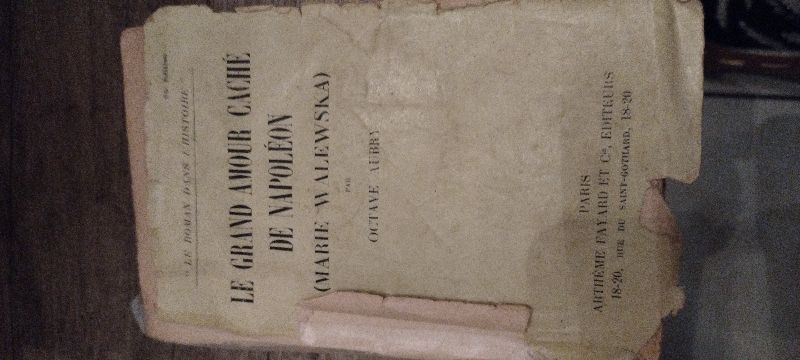 " LE ROMAN DANS L'HISTOIRE "
LE GRAND AMOUR CACHÉ
DE NAPOLÉON
(MARIE WALEWSKA)
PAR
OCTAVE AUBRY
PARIS
ARTHÈME FAYARD ET Cie, EDITEURS
18-20, RUE DU SAINT-GOTHARD, 18-20